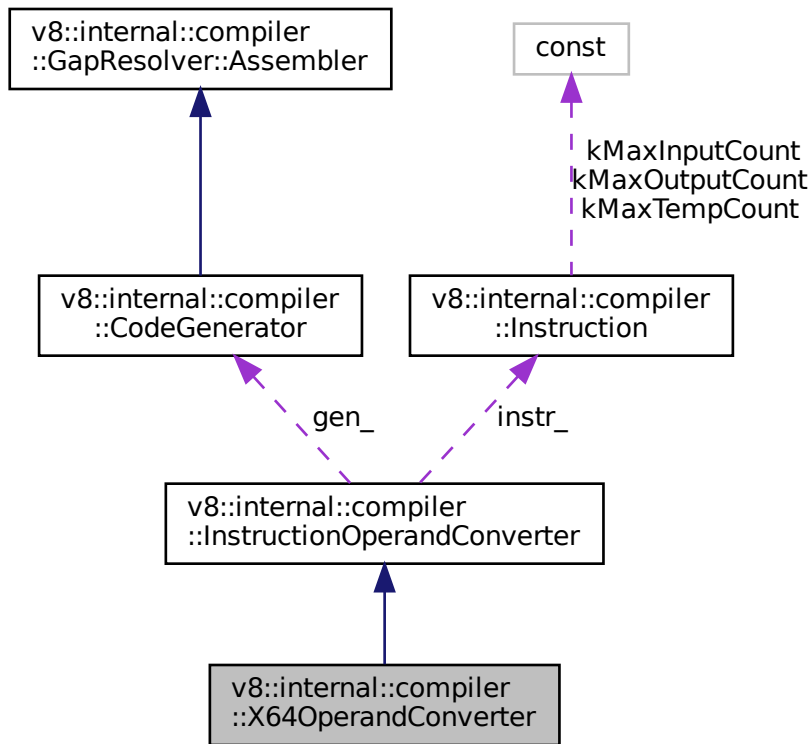 v8::internal::compiler
::GapResolver::Assembler
const
kMaxInputCount
kMaxOutputCount
kMaxTempCount
v8::internal::compiler
::CodeGenerator
v8::internal::compiler
::Instruction
gen_
instr_
v8::internal::compiler
::InstructionOperandConverter
v8::internal::compiler
::X64OperandConverter